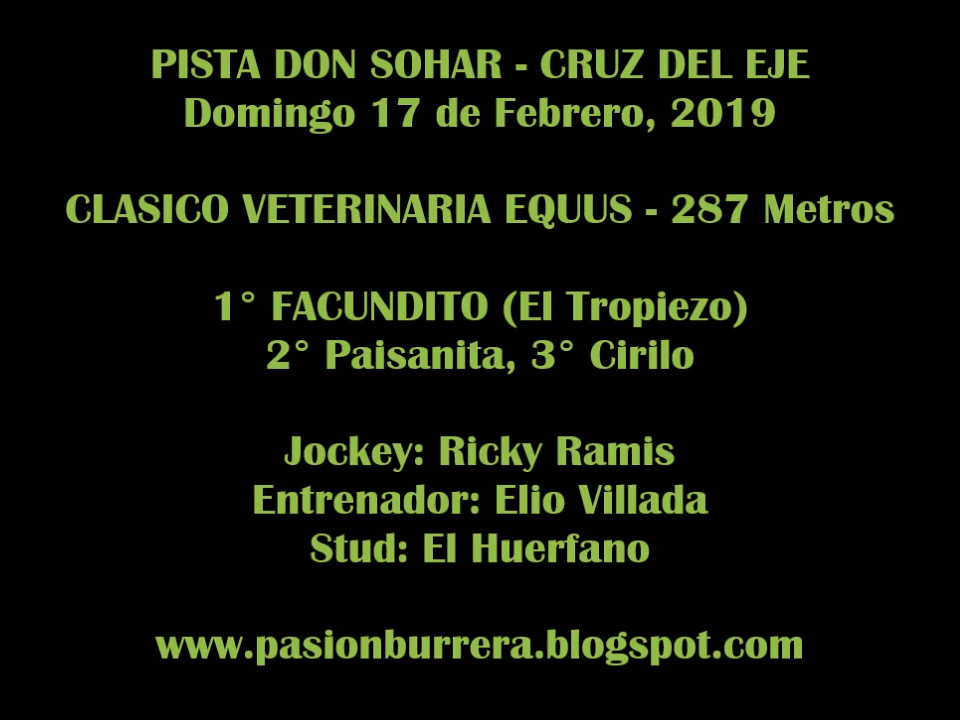 PISTA DON SOHAR - CRUZ DEL EJE
Domingo 17 de Febrero, 2019
CLASICO VETERINARIA EQUUS - 287 Metros
1° FACUNDITO (El Tropiezo)
2° Paisanita, 3° Cirilo
Jockey: Ricky Ramis
Entrenador: Elio Villada
Stud: El Huerfano
www.pasionburrera.blogspot.com